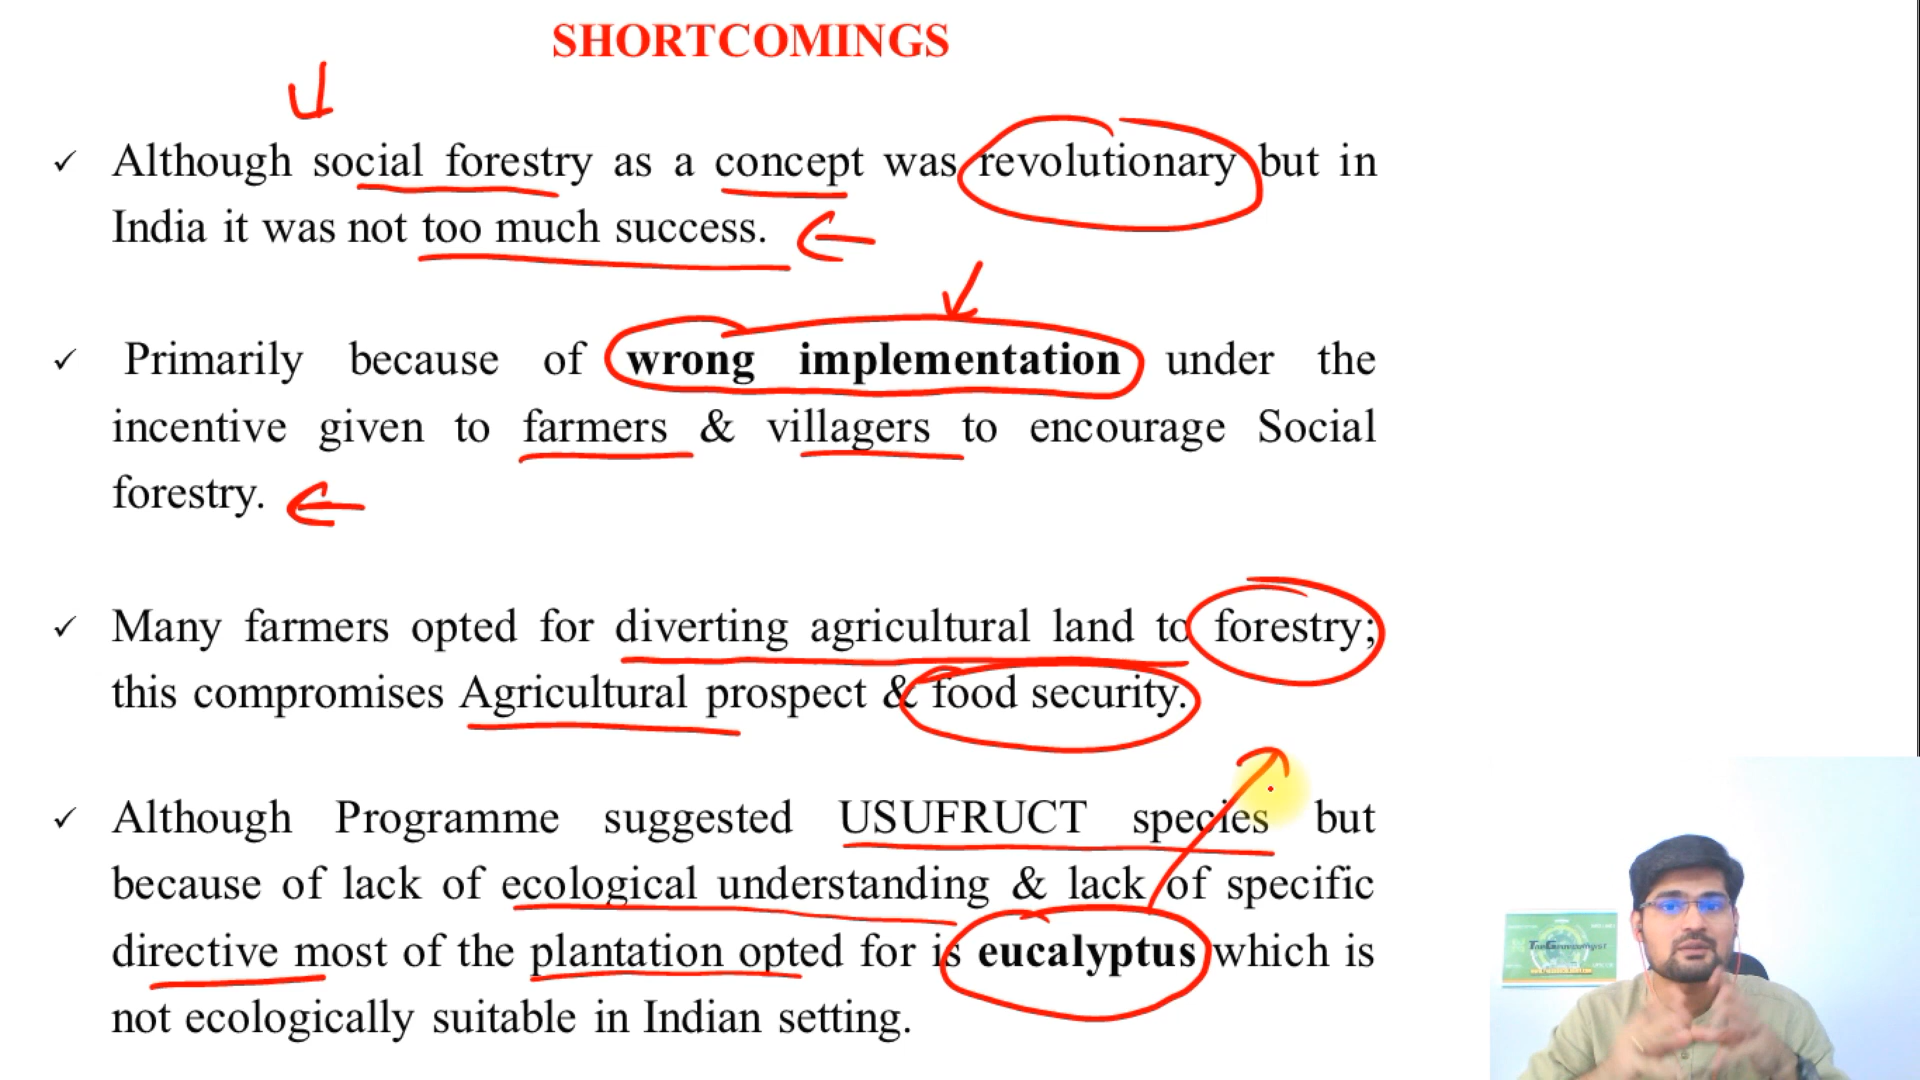 SHORTCOMINGS
✓ Although social forestry as a concept was revolutionary but in
India it was not too much success.
✓ Primarily because of wrong implementation under the
incentive given to farmers & villagers to encourage Social
forestry.
✓ Many farmers opted for diverting agricultural land to forestry;
this compromises Agricultural prospect & food security.
✓ Although Programme suggested USUFRUCT species but
because of lack of ecological understanding & lack of specific
directive most of the plantation opted for is eucalyptus which is
not ecologically suitable in Indian setting.